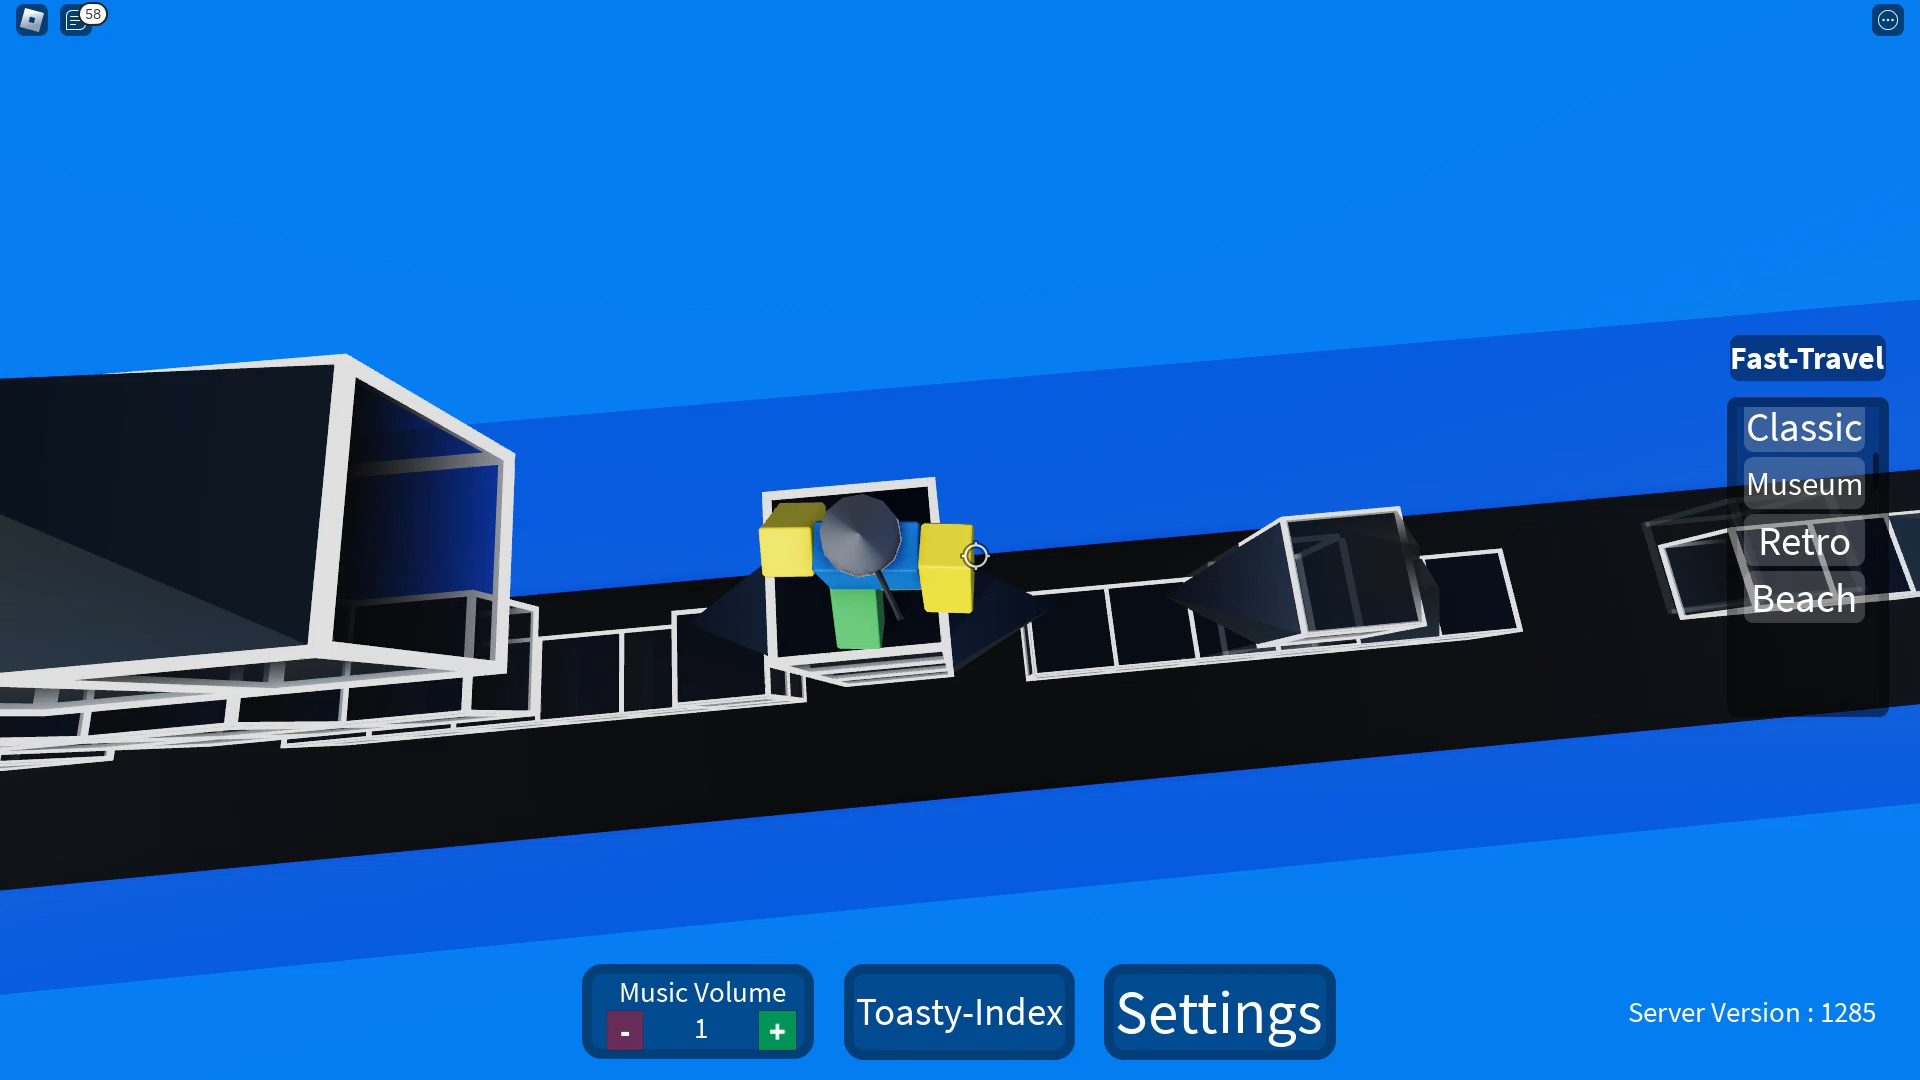 58
Fast-Travel
Classic
Museum
Retro
Beach
Music Volume
- 1 +
Toasty-Index
Settings
Server Version : 1285